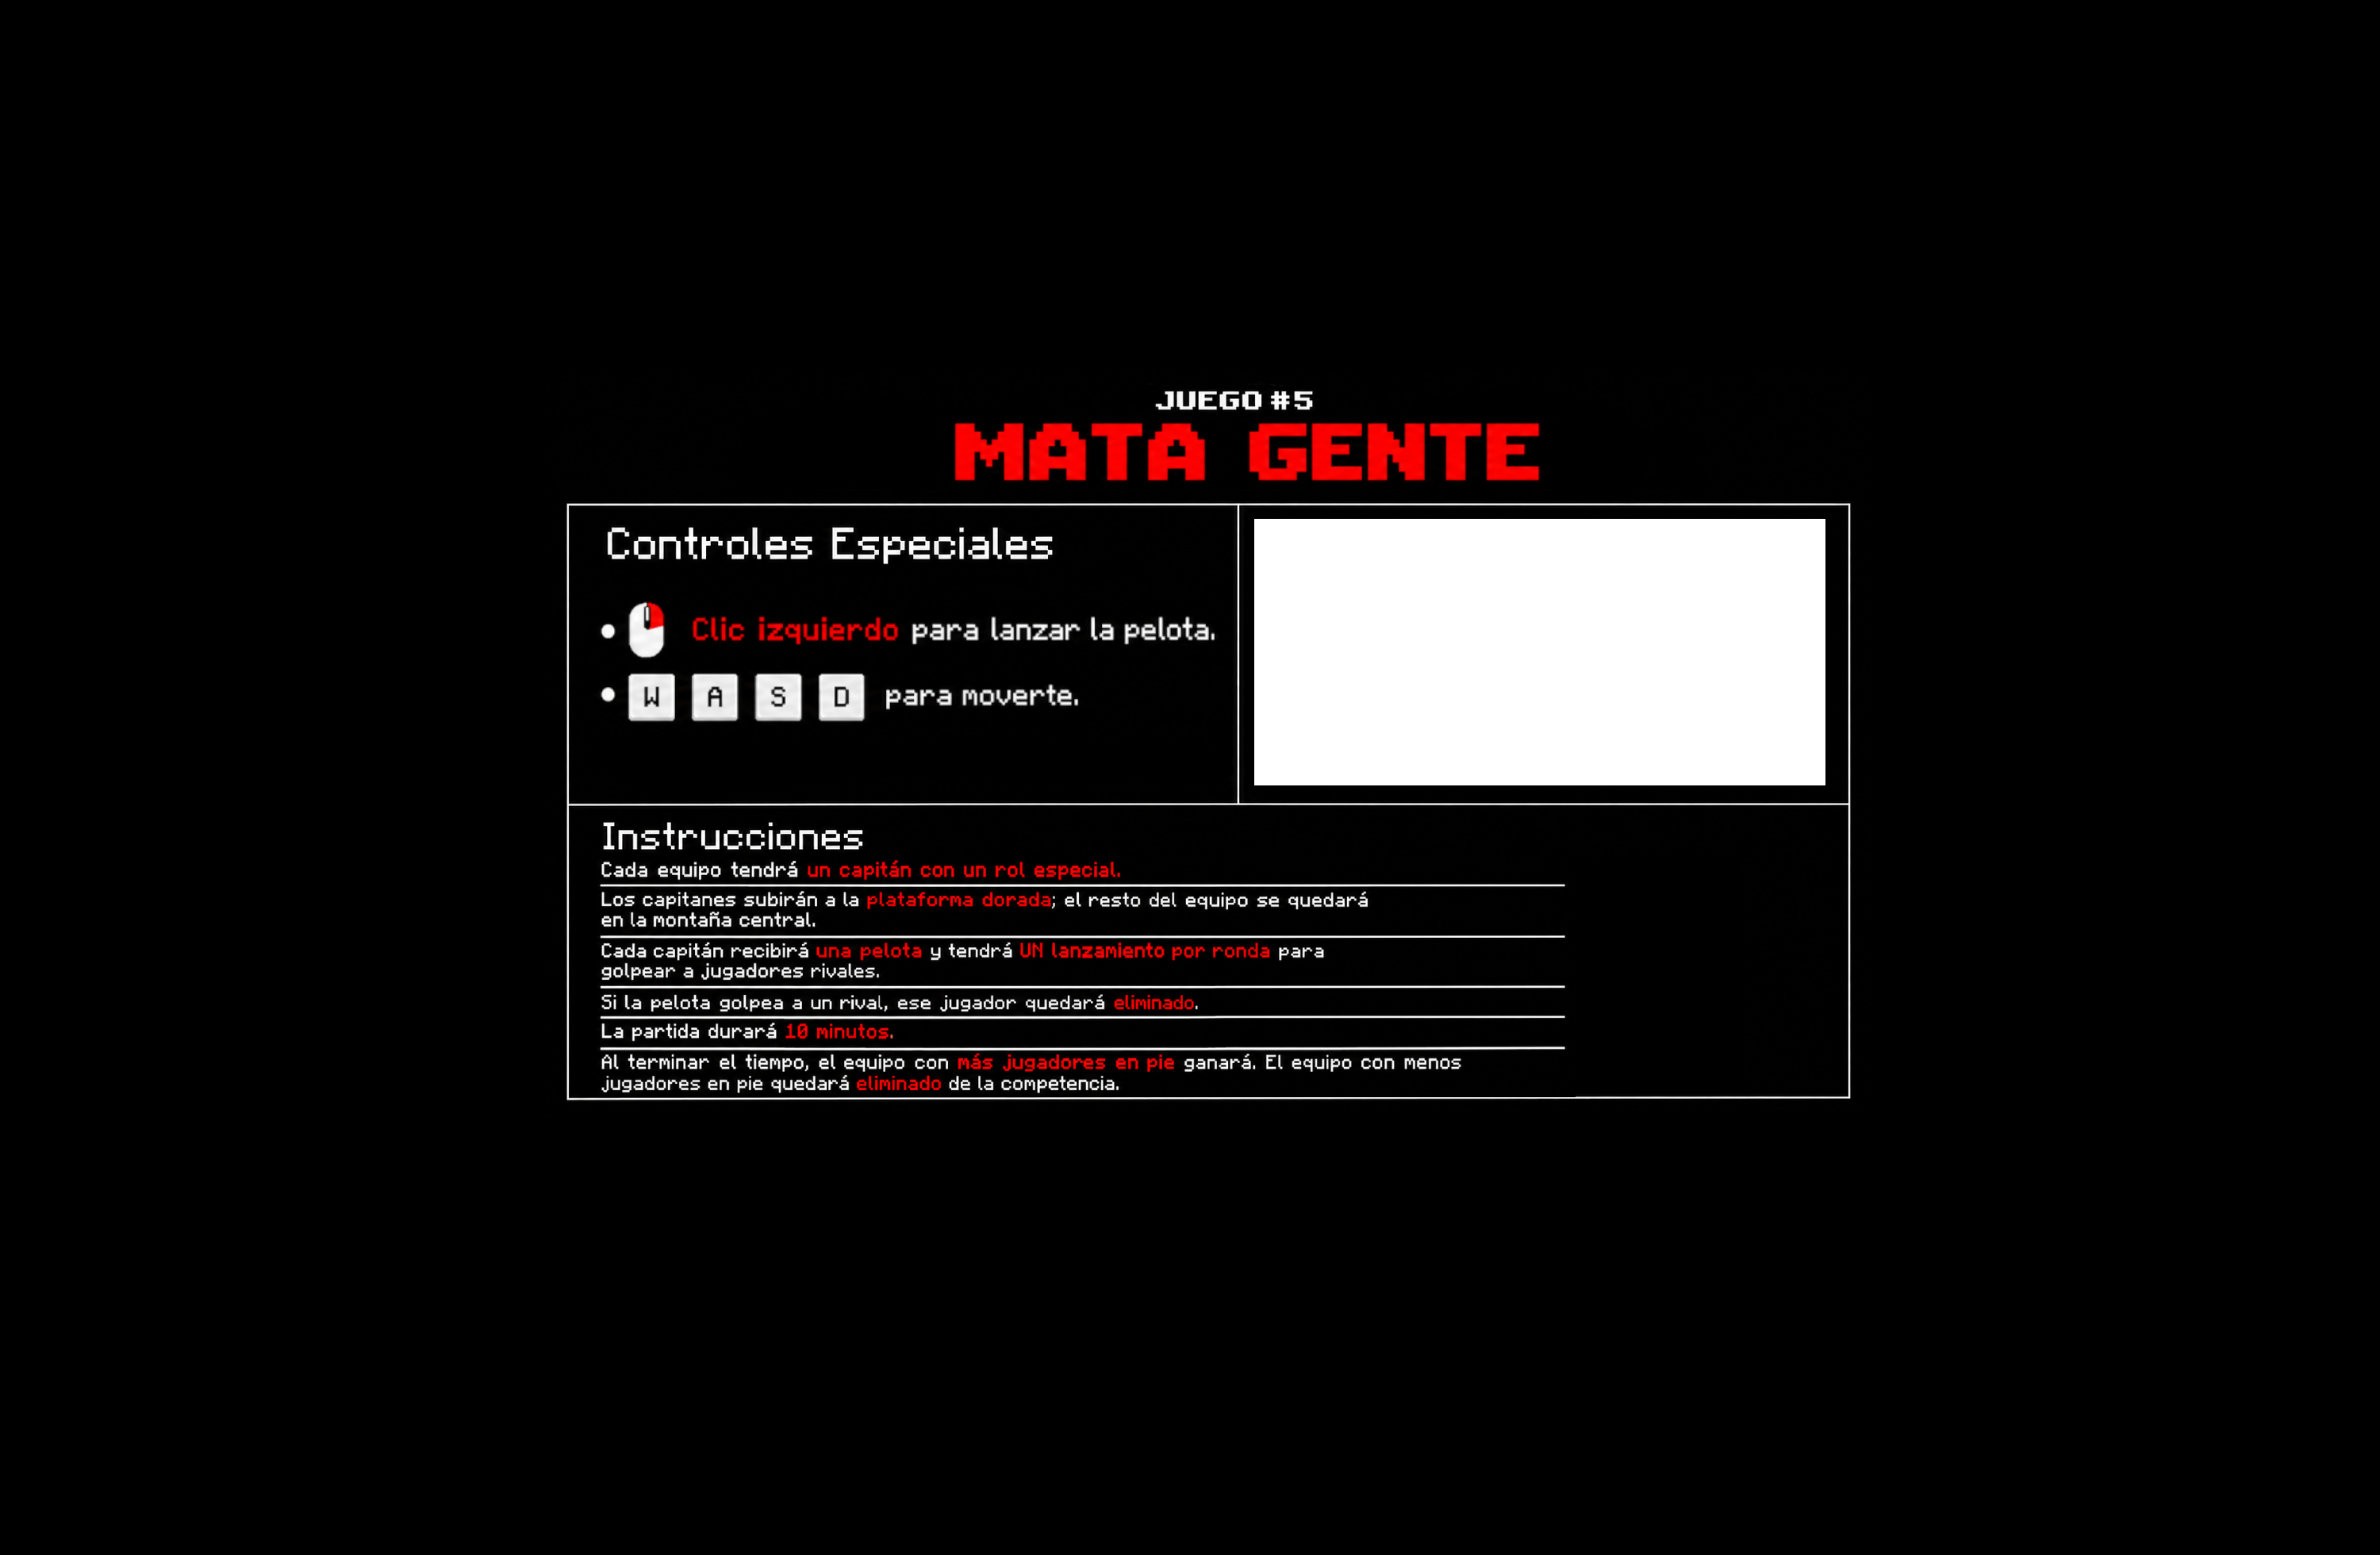 JUEGO #5
MATA GENTE
Controles Especiales
Clic izquierdo para lanzar la pelota.
W A S D para moverte.
Instrucciones
Cada equipo tendrá un capitán con un rol especial.
Los capitanes subirán a la plataforma dorada; el resto del equipo se quedará
en la montaña central.
Cada capitán recibirá una pelota y tendrá UN lanzamiento por ronda para
golpear a jugadores rivales.
Si la pelota golpea a un rival, ese jugador quedará eliminado.
La partida durará 10 minutos.
Al terminar el tiempo, el equipo con más jugadores en pie ganará. El equipo con menos
jugadores en pie quedará eliminado de la competencia.